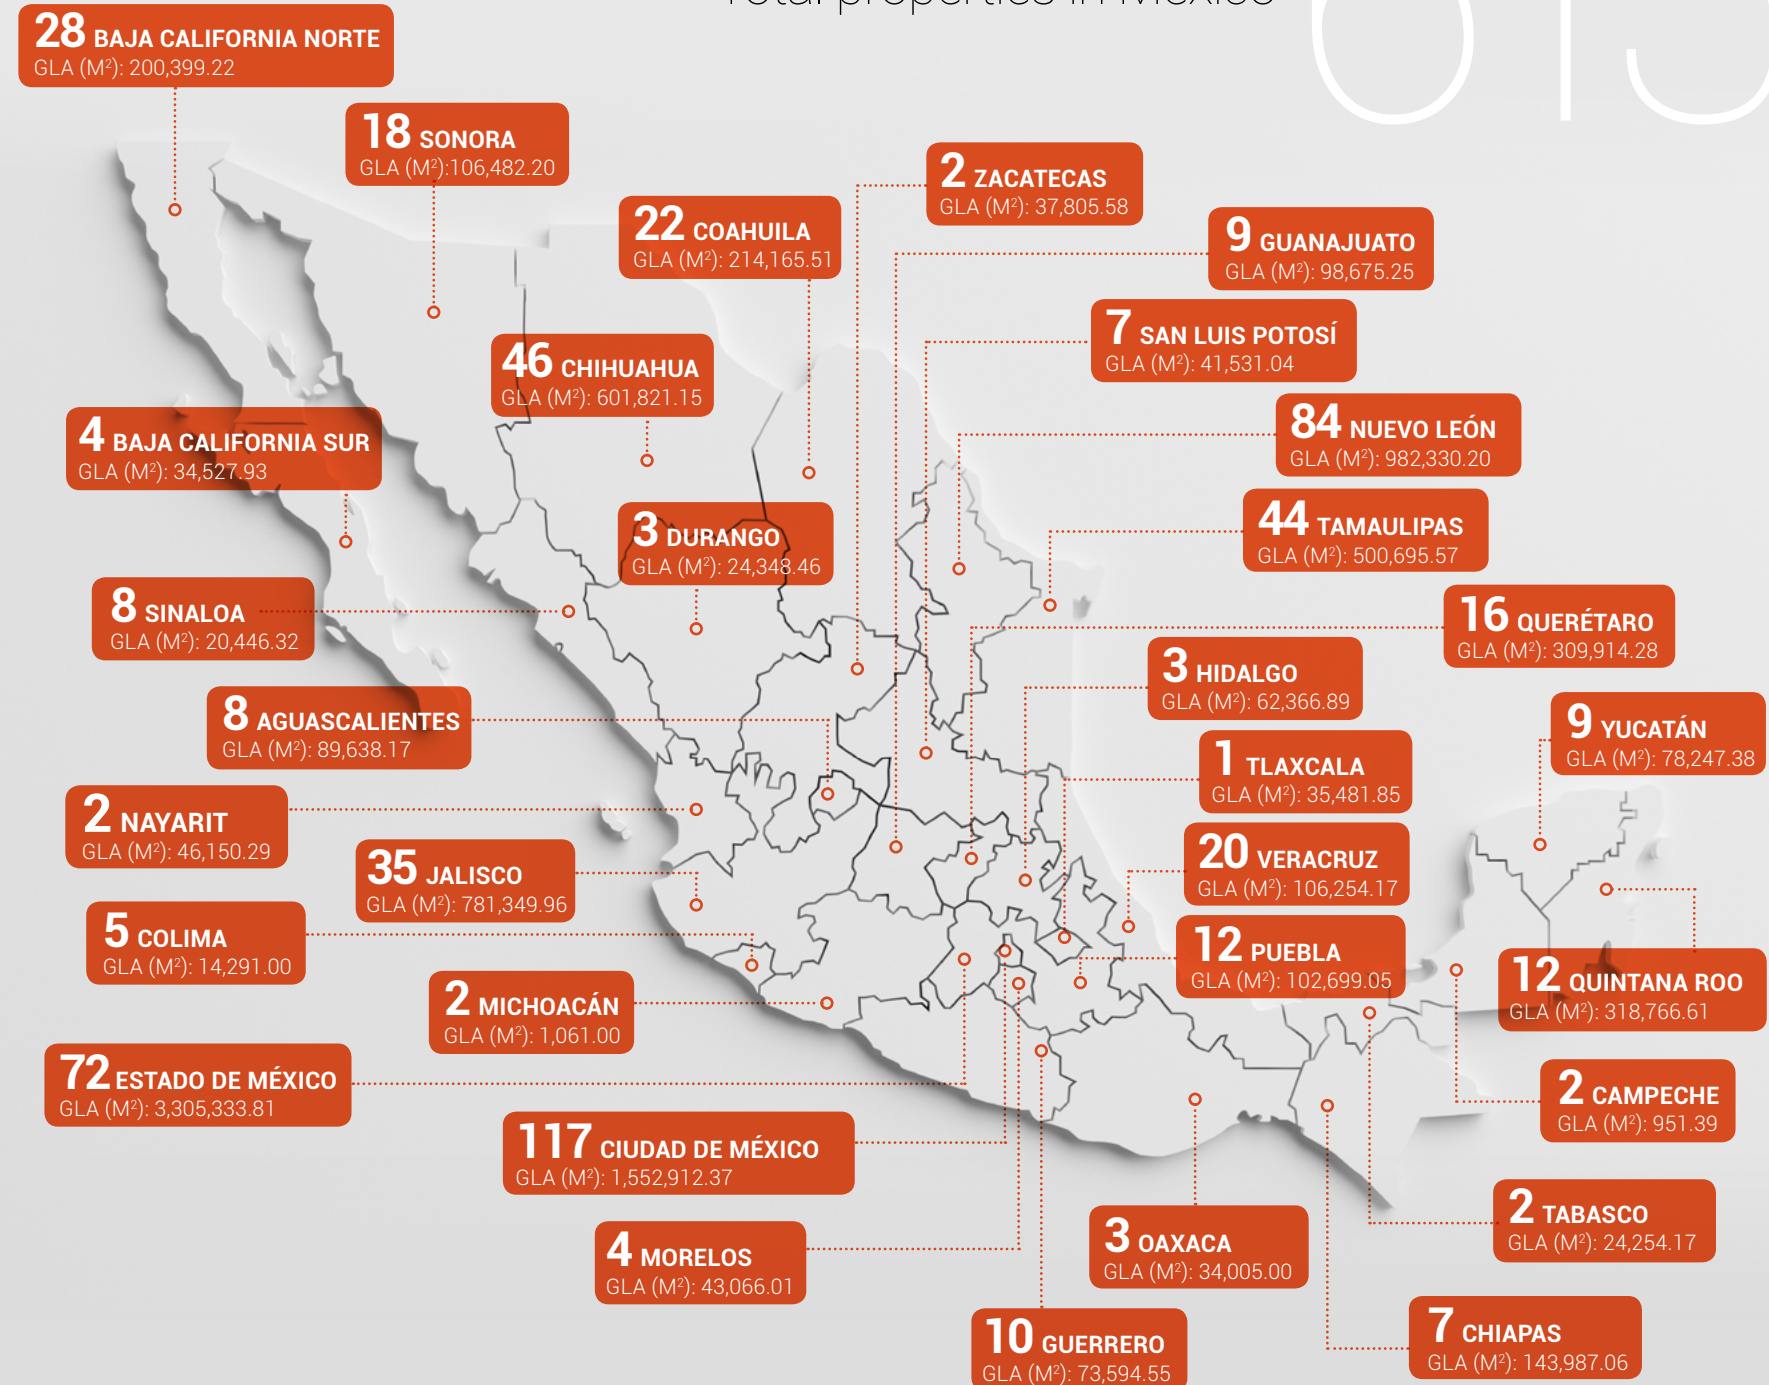 Total properties in Mexico
28 BAJA CALIFORNIA NORTE
GLA (M²): 200,399.22
18 SONORA
GLA (M²):106,482.20
2 ZACATECAS
GLA (M²): 37,805.58
22 COAHUILA
GLA (M²): 214,165.51
9 GUANAJUATO
GLA (M²): 98,675.25
7 SAN LUIS POTOSÍ
GLA (M²): 41,531.04
46 CHIHUAHUA
GLA (M²): 601,821.15
84 NUEVO LEÓN
GLA (M²): 982,330.20
4 BAJA CALIFORNIA SUR
GLA (M²): 34,527.93
44 TAMAULIPAS
GLA (M²): 500,695.57
3 DURANGO
GLA (M²): 24,348.46
8 SINALOA
GLA (M²): 20,446.32
16 QUERÉTARO
GLA (M²): 309,914.28
3 HIDALGO
GLA (M²): 62,366.89
8 AGUASCALIENTES
GLA (M²): 89,638.17
9 YUCATÁN
GLA (M²): 78,247.38
1 TLAXCALA
GLA (M²): 35,481.85
2 NAYARIT
GLA (M²): 46,150.29
35 JALISCO
GLA (M²): 781,349.96
20 VERACRUZ
GLA (M²): 106,254.17
5 COLIMA
GLA (M²): 14,291.00
12 PUEBLA
GLA (M²): 102,699.05
12 QUINTANA ROO
GLA (M²): 318,766.61
2 MICHOACÁN
GLA (M²): 1,061.00
72 ESTADO DE MÉXICO
GLA (M²): 3,305,333.81
2 CAMPECHE
GLA (M²): 951.39
117 CIUDAD DE MÉXICO
GLA (M²): 1,552,912.37
2 TABASCO
GLA (M²): 24,254.17
3 OAXACA
GLA (M²): 34,005.00
4 MORELOS
GLA (M²): 43,066.01
10 GUERRERO
GLA (M²): 73,594.55
7 CHIAPAS
GLA (M²): 143,987.06